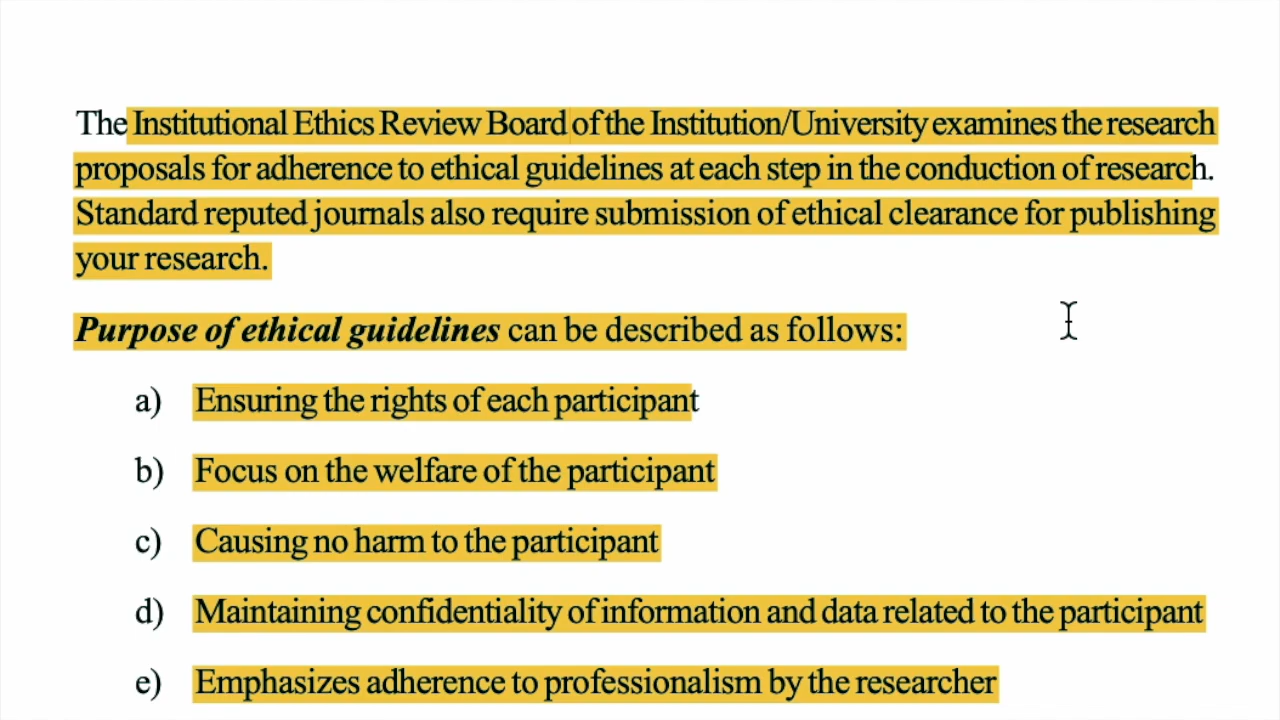 The Institutional Ethics Review Board of the Institution/University examines the research
proposals for adherence to ethical guidelines at each step in the conduction of research.
Standard reputed journals also require submission of ethical clearance for publishing
your research.
Purpose of ethical guidelines can be described as follows:
a) Ensuring the rights of each participant
b) Focus on the welfare of the participant
c) Causing no harm to the participant
d) Maintaining confidentiality of information and data related to the participant
e) Emphasizes adherence to professionalism by the researcher